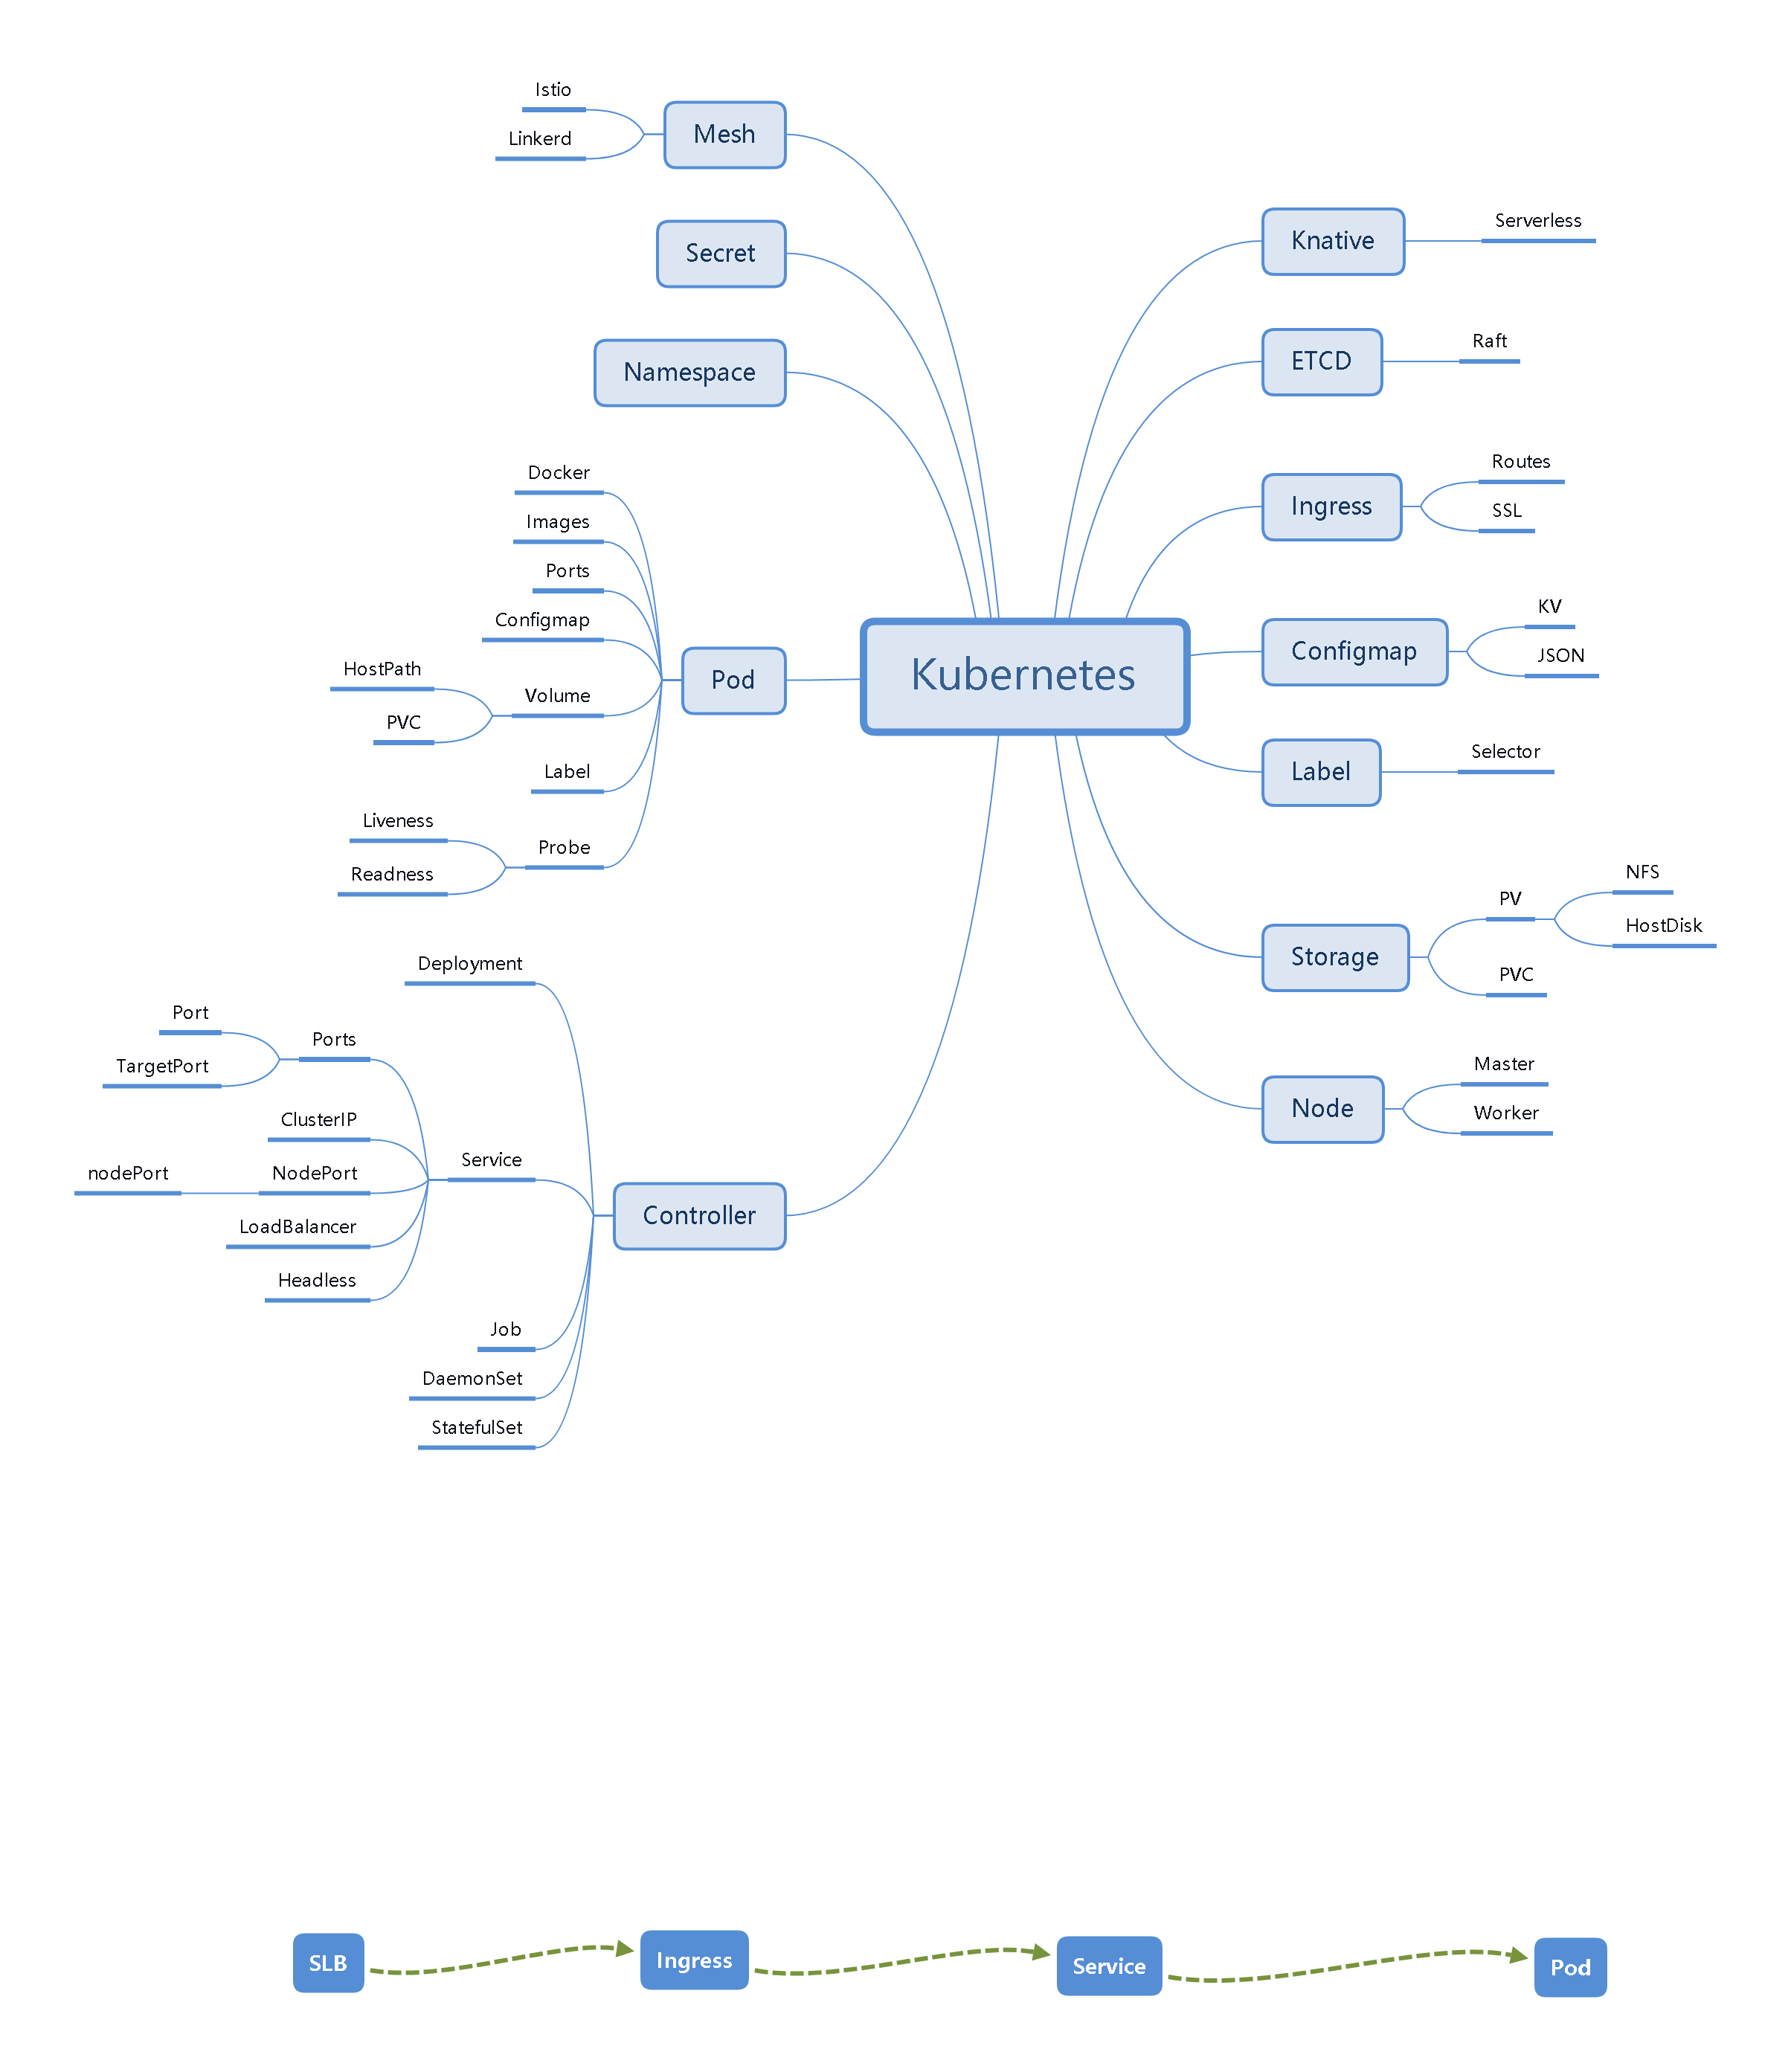 Kubernetes
Mesh
Istio
Linkerd
Secret
Namespace
Pod
Docker
Images
Ports
Configmap
Volume
HostPath
PVC
Label
Probe
Liveness
Readness
Controller
Deployment
Service
Ports
Port
TargetPort
ClusterIP
NodePort
nodePort
LoadBalancer
Headless
Job
DaemonSet
StatefulSet
Knative
Serverless
ETCD
Raft
Ingress
Routes
SSL
Configmap
KV
JSON
Label
Selector
Storage
PV
NFS
HostDisk
PVC
Node
Master
Worker
SLB
Ingress
Service
Pod